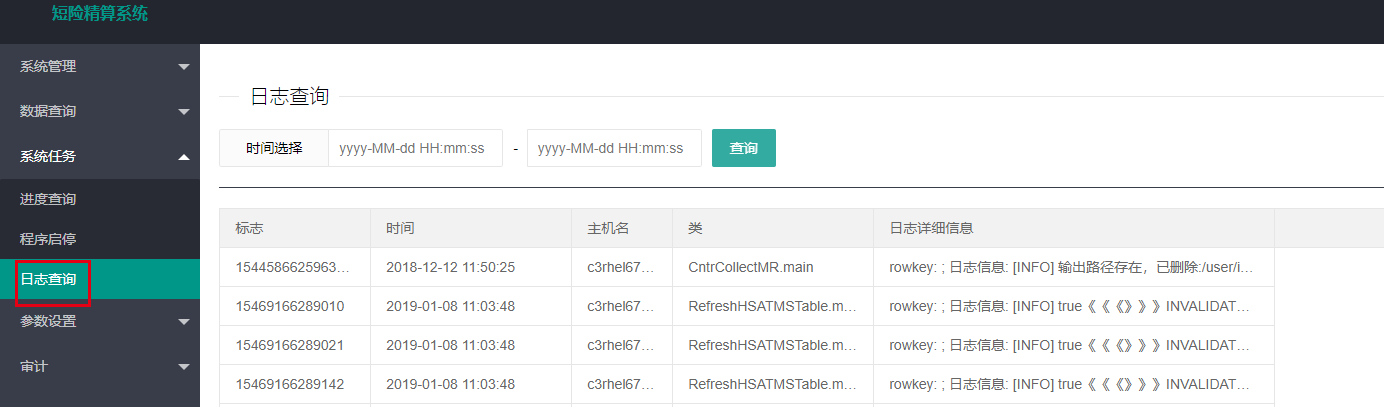 短险精算系统
系统管理
数据查询
系统任务
进度查询
程序启停
日志查询
参数设置
审计
日志查询
时间选择 yyyy-MM-dd HH:mm:ss - yyyy-MM-dd HH:mm:ss 查询
标志 时间 主机名 类 日志详细信息
1544586625963... 2018-12-12 11:50:25 c3rhel67... CntrCollectMR.main rowkey: ; 日志信息: [INFO] 输出路径存在，已删除:/user/i...
15469166289010 2019-01-08 11:03:48 c3rhel67... RefreshHSATMSTable.m... rowkey: ; 日志信息: [INFO] true《《《》》》INVALIDAT...
15469166289021 2019-01-08 11:03:48 c3rhel67... RefreshHSATMSTable.m... rowkey: ; 日志信息: [INFO] true《《《》》》INVALIDAT...
15469166289142 2019-01-08 11:03:48 c3rhel67... RefreshHSATMSTable.m... rowkey: ; 日志信息: [INFO] true《《《》》》INVALIDAT...